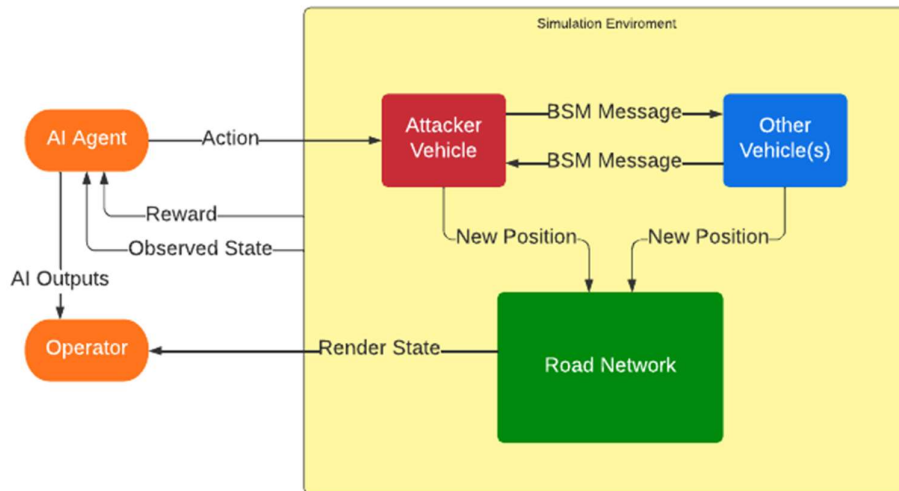 Simulation Enviroment
AI Agent
Action
Attacker
Vehicle
BSM Message
BSM Message
Other
Vehicle(s)
Reward
Observed State
New Position
New Position
AI Outputs
Operator
Render State
Road Network